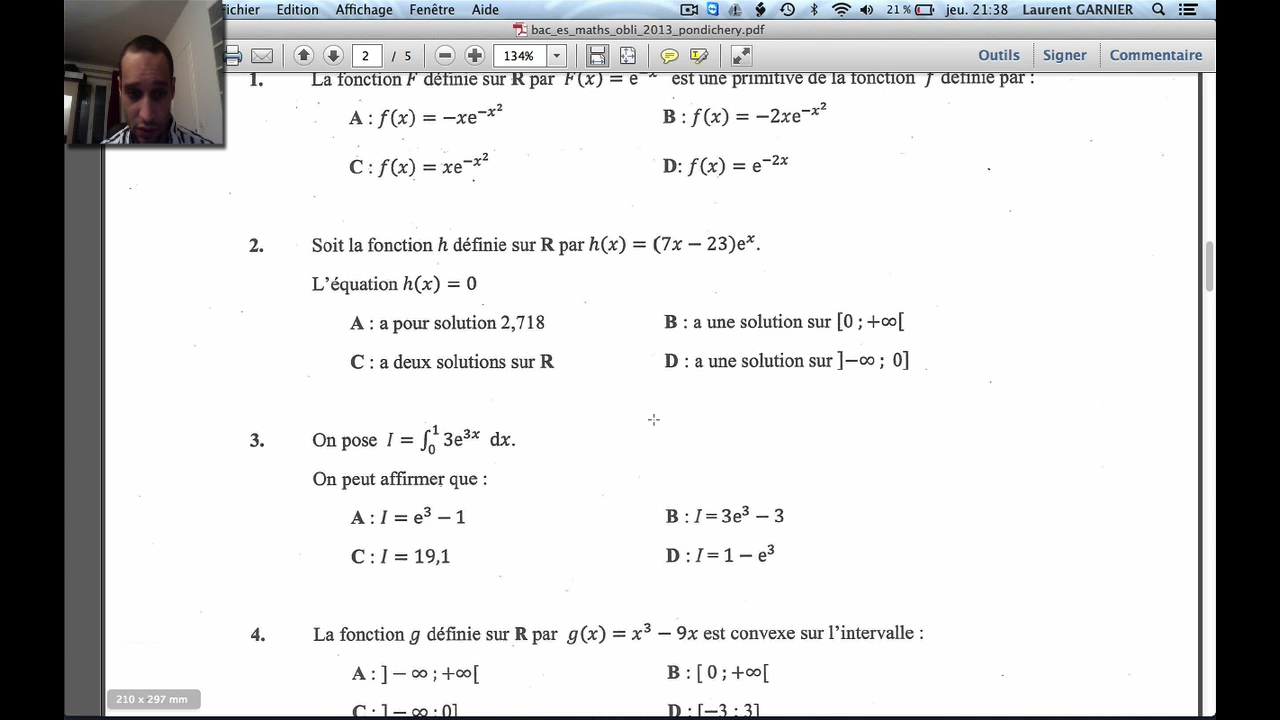 Fichier Edition Affichage Fenêtre Aide 21 % jeu. 21:38 Laurent GARNIER
bac_es_maths_obli_2013_pondichery.pdf
2 / 5 134% Outils Signer Commentaire
1. La fonction F définie sur R par F(x) = e⁻ˣ est une primitive de la fonction f définie par :
A : f(x) = −xe^{−x²} B : f(x) = −2xe^{−x²}
C : f(x) = xe^{−x²} D: f(x) = e^{−2x}
2. Soit la fonction h définie sur R par h(x) = (7x − 23)eˣ.
L'équation h(x) = 0
A : a pour solution 2,718 B : a une solution sur [0 ; +∞[
C : a deux solutions sur R D : a une solution sur ]−∞ ; 0]
3. On pose I = ∫₀¹ 3e^{3x} dx.
On peut affirmer que :
A : I = e³ − 1 B : I = 3e³ − 3
C : I = 19,1 D : I = 1 − e³
4. La fonction g définie sur R par g(x) = x³ − 9x est convexe sur l'intervalle :
A : ]− ∞ ; +∞[ B : [ 0 ; +∞[
C : ]− ∞ ; 0] D : [−3 ; 3]
210 x 297 mm